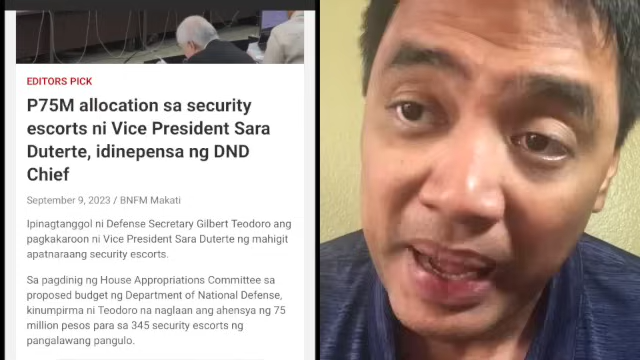 EDITORS PICK
P75M allocation sa security
escorts ni Vice President Sara
Duterte, idinepensa ng DND
Chief
September 9, 2023 / BNFM Makati
Ipinagtanggol ni Defense Secretary Gilbert Teodoro ang
pagkakaroon ni Vice President Sara Duterte ng mahigit
apatnaraang security escorts.
Sa pagdinig ng House Appropriations Committee sa
proposed budget ng Department of National Defense,
kinumpirma ni Teodoro na naglaan ang ahensya ng 75
million pesos para sa 345 security escorts ng
pangalawang pangulo.